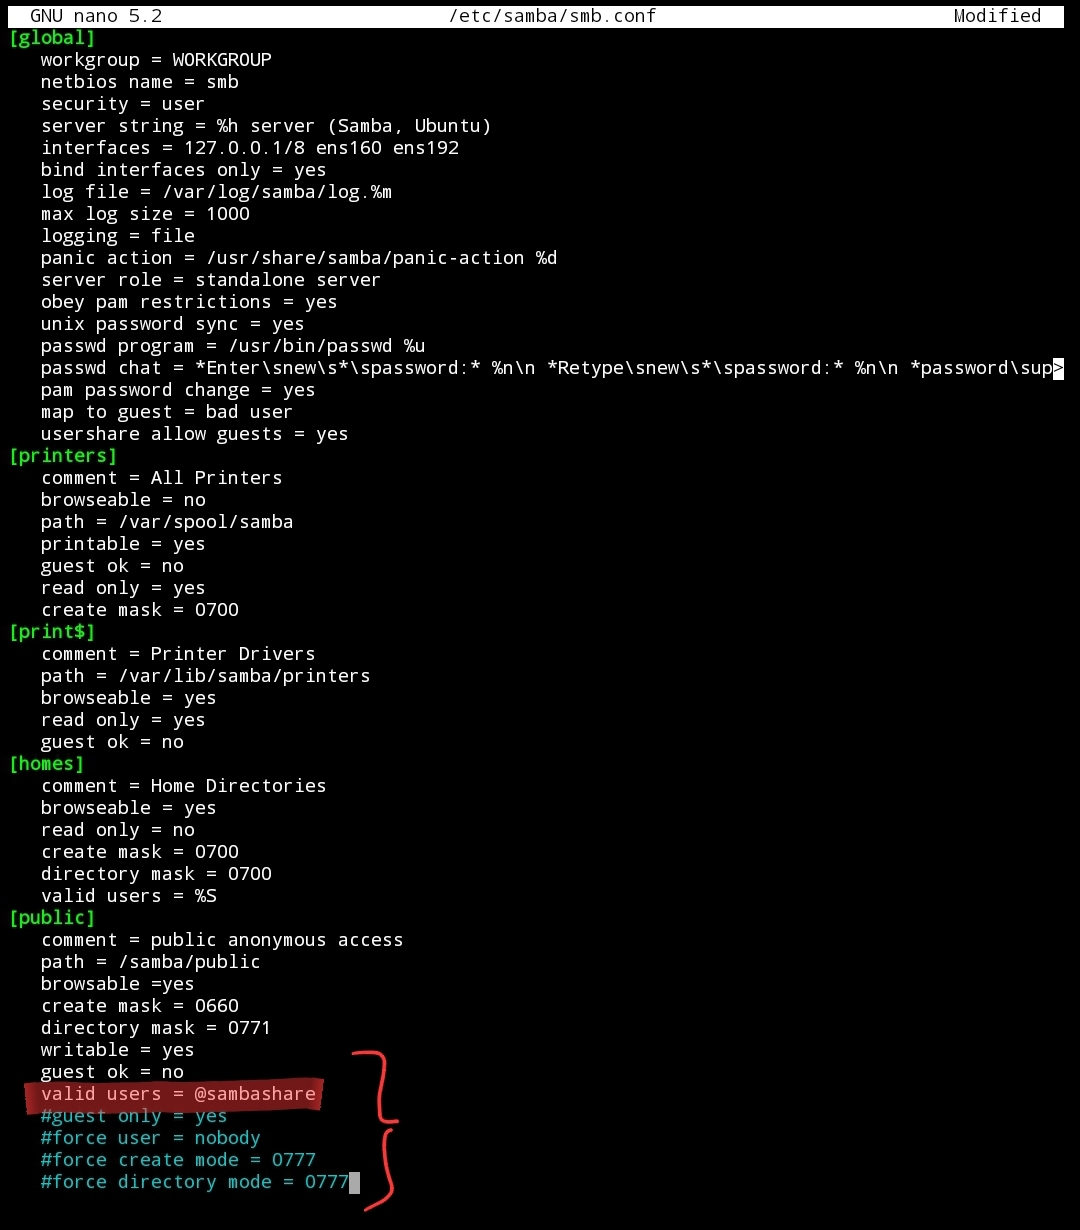 GNU nano 5.2 /etc/samba/smb.conf Modified
[global]
workgroup = WORKGROUP
netbios name = smb
security = user
server string = %h server (Samba, Ubuntu)
interfaces = 127.0.0.1/8 ens160 ens192
bind interfaces only = yes
log file = /var/log/samba/log.%m
max log size = 1000
logging = file
panic action = /usr/share/samba/panic-action %d
server role = standalone server
obey pam restrictions = yes
unix password sync = yes
passwd program = /usr/bin/passwd %u
passwd chat = *Enter\snew\s*\spassword:* %n\n *Retype\snew\s*\spassword:* %n\n *password\sup>
pam password change = yes
map to guest = bad user
usershare allow guests = yes
[printers]
comment = All Printers
browseable = no
path = /var/spool/samba
printable = yes
guest ok = no
read only = yes
create mask = 0700
[print$]
comment = Printer Drivers
path = /var/lib/samba/printers
browseable = yes
read only = yes
guest ok = no
[homes]
comment = Home Directories
browseable = yes
read only = no
create mask = 0700
directory mask = 0700
valid users = %S
[public]
comment = public anonymous access
path = /samba/public
browsable =yes
create mask = 0660
directory mask = 0771
writable = yes
guest ok = no
valid users = @sambashare
#guest only = yes
#force user = nobody
#force create mode = 0777
#force directory mode = 0777